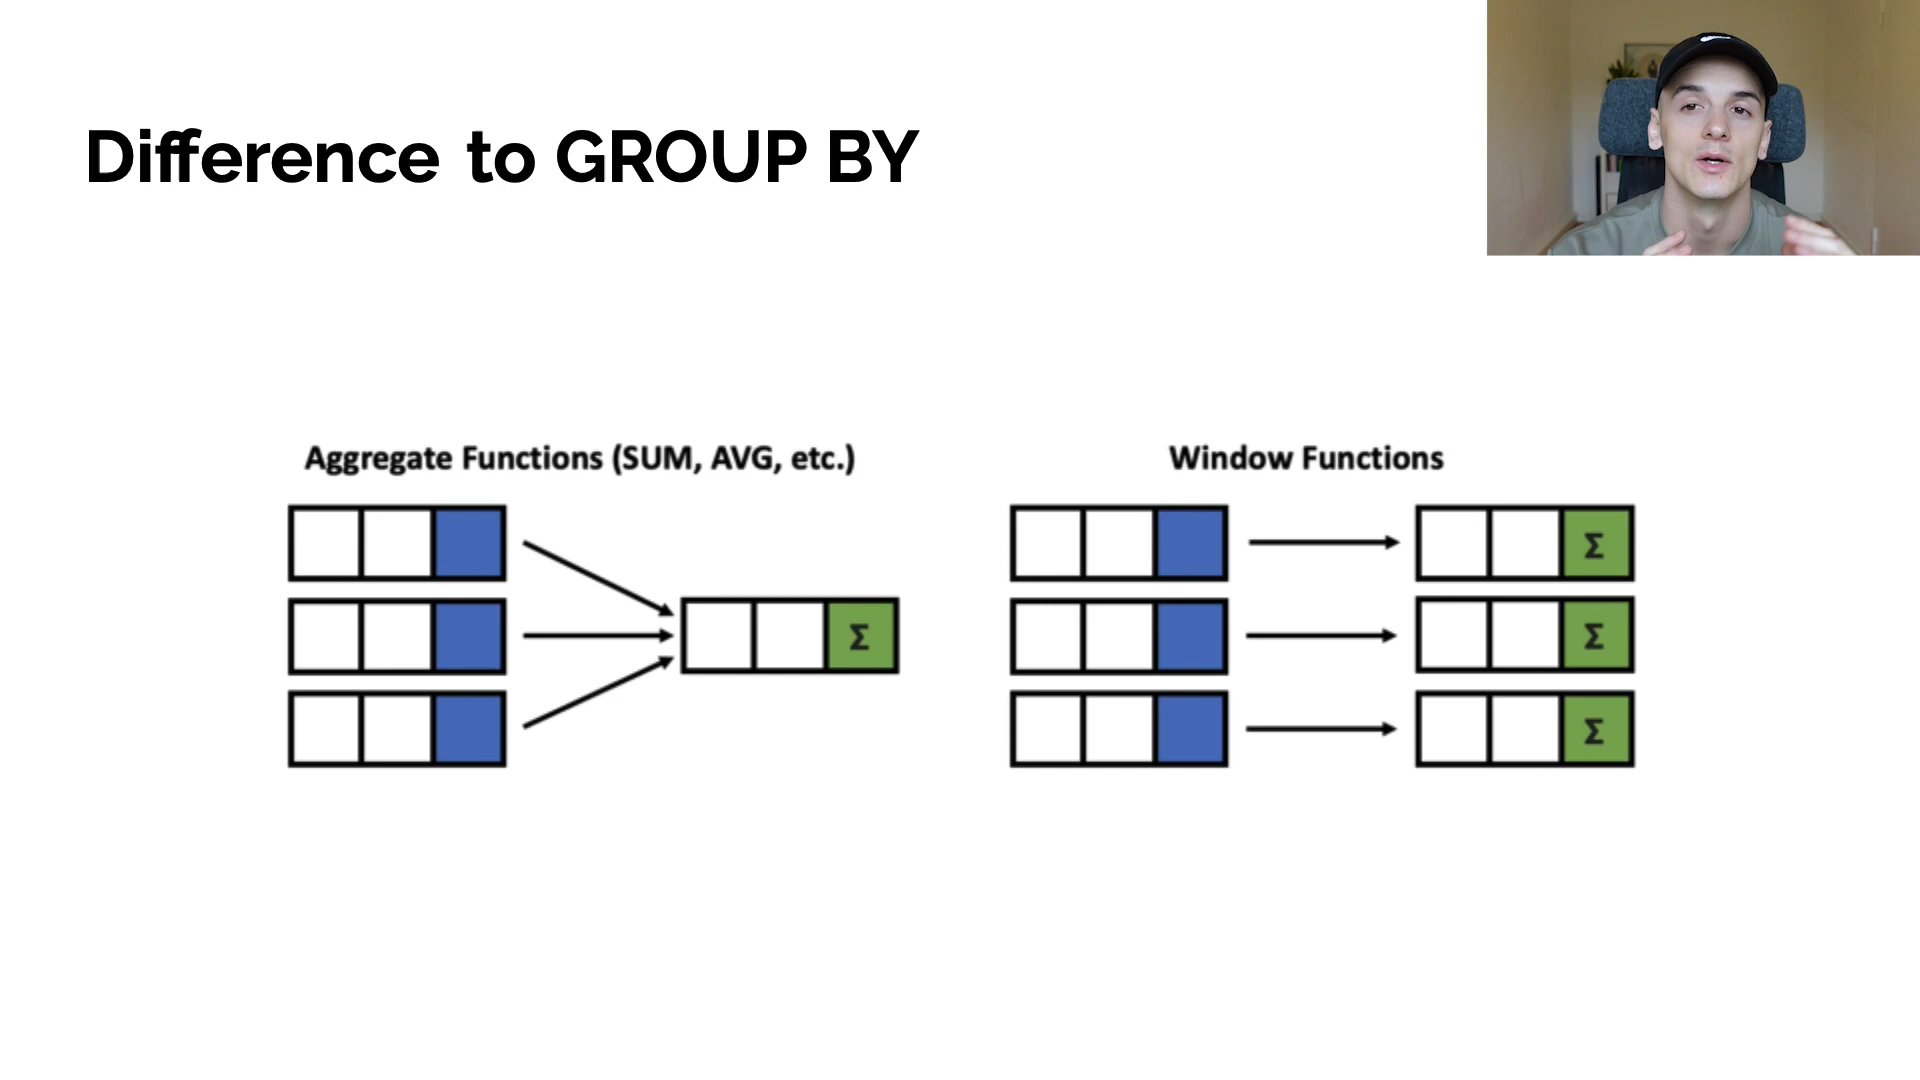 Difference to GROUP BY
Aggregate Functions (SUM, AVG, etc.)
Window Functions
Σ
Σ
Σ
Σ